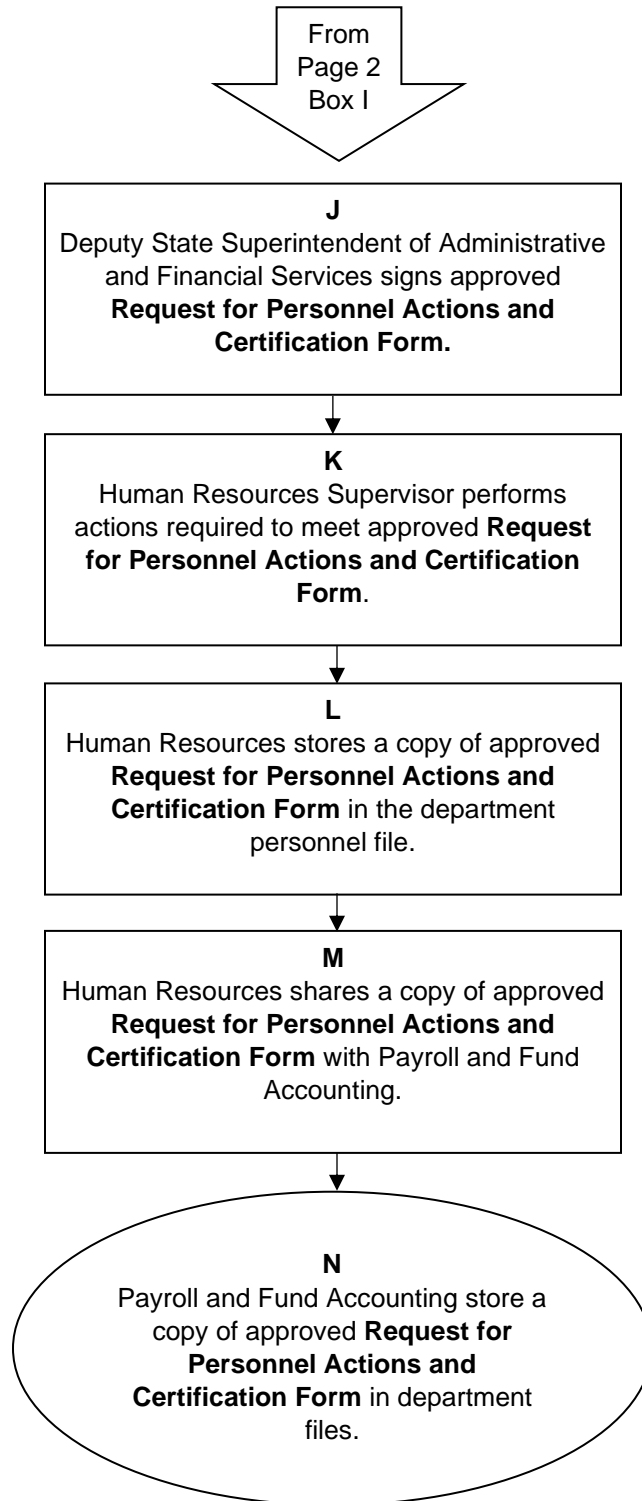 From
Page 2
Box I
J
Deputy State Superintendent of Administrative
and Financial Services signs approved
Request for Personnel Actions and
Certification Form.
K
Human Resources Supervisor performs
actions required to meet approved Request
for Personnel Actions and Certification
Form.
L
Human Resources stores a copy of approved
Request for Personnel Actions and
Certification Form in the department
personnel file.
M
Human Resources shares a copy of approved
Request for Personnel Actions and
Certification Form with Payroll and Fund
Accounting.
N
Payroll and Fund Accounting store a
copy of approved Request for
Personnel Actions and
Certification Form in department
files.